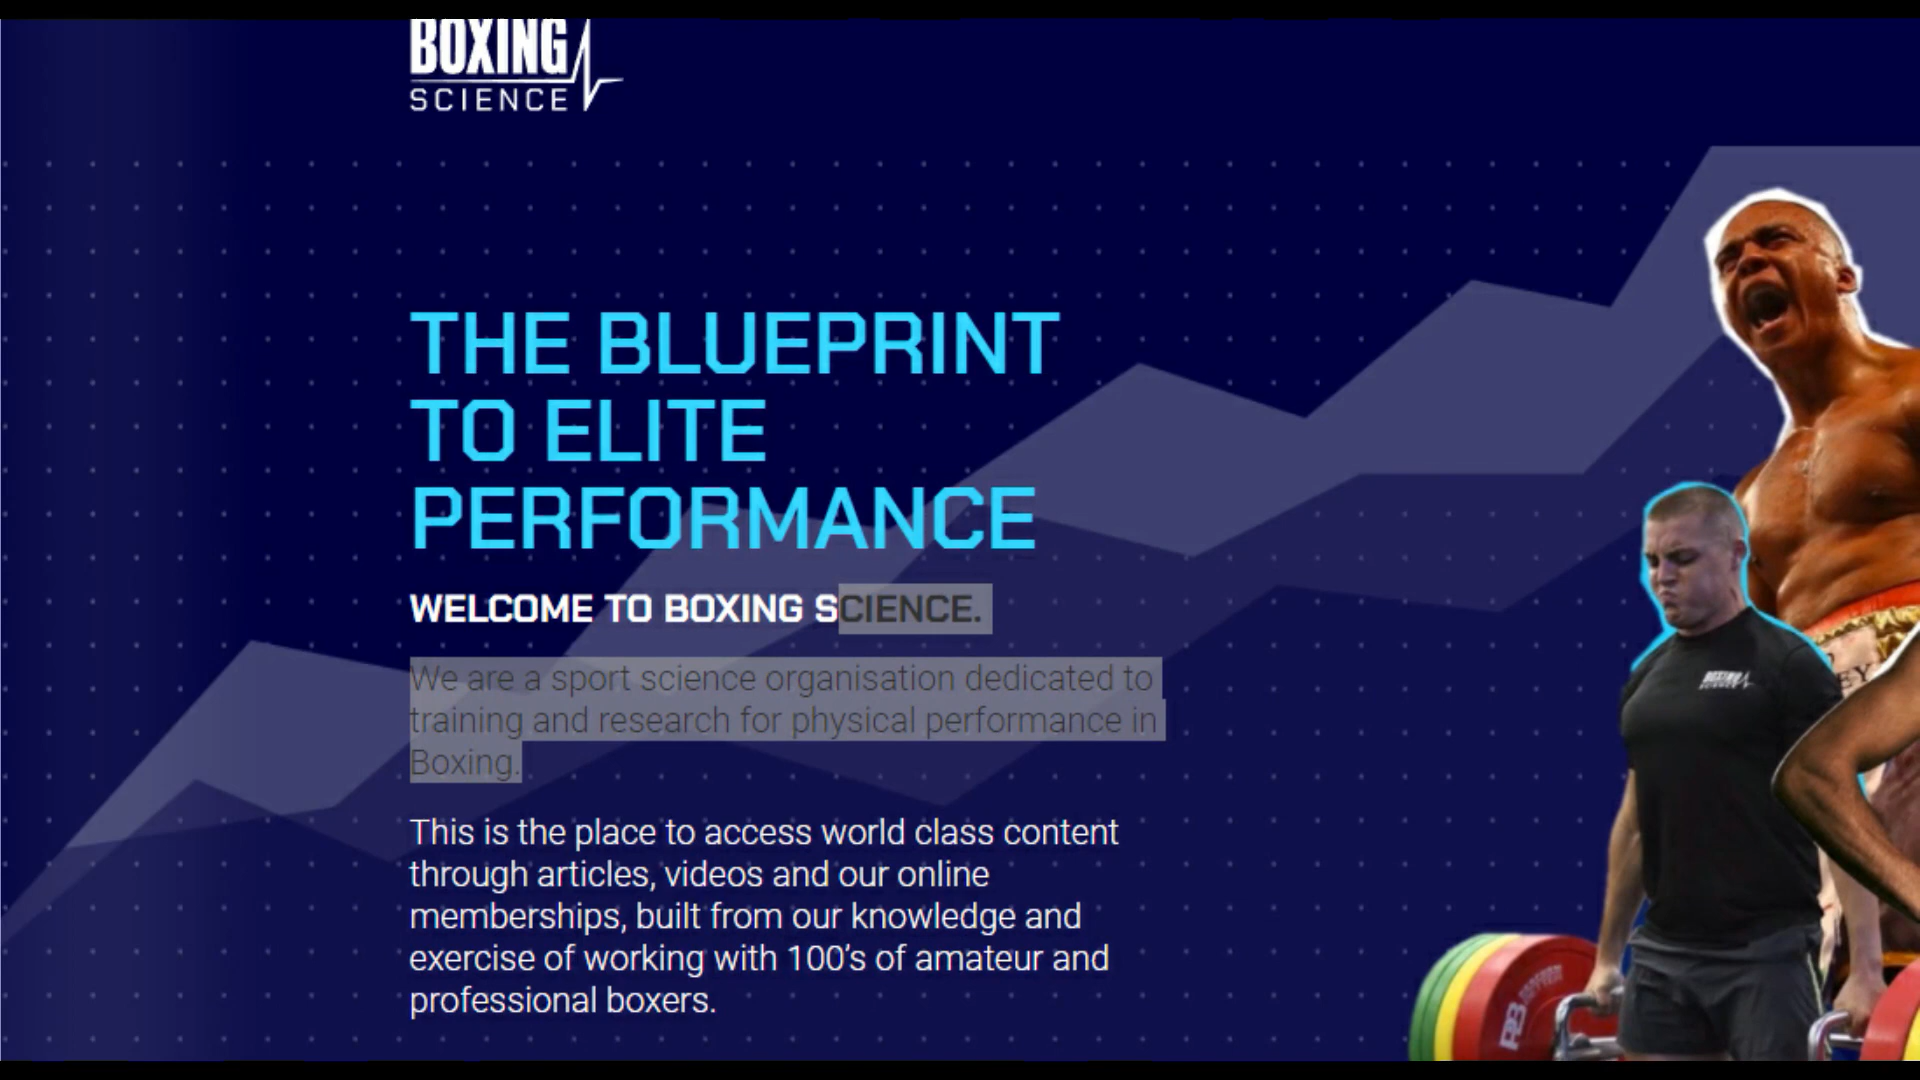 BOXING
SCIENCE
THE BLUEPRINT
TO ELITE
PERFORMANCE
WELCOME TO BOXING SCIENCE.
We are a sport science organisation dedicated to
training and research for physical performance in
Boxing.
This is the place to access world class content
through articles, videos and our online
memberships, built from our knowledge and
exercise of working with 100's of amateur and
professional boxers.
BOXING
SCIENCE